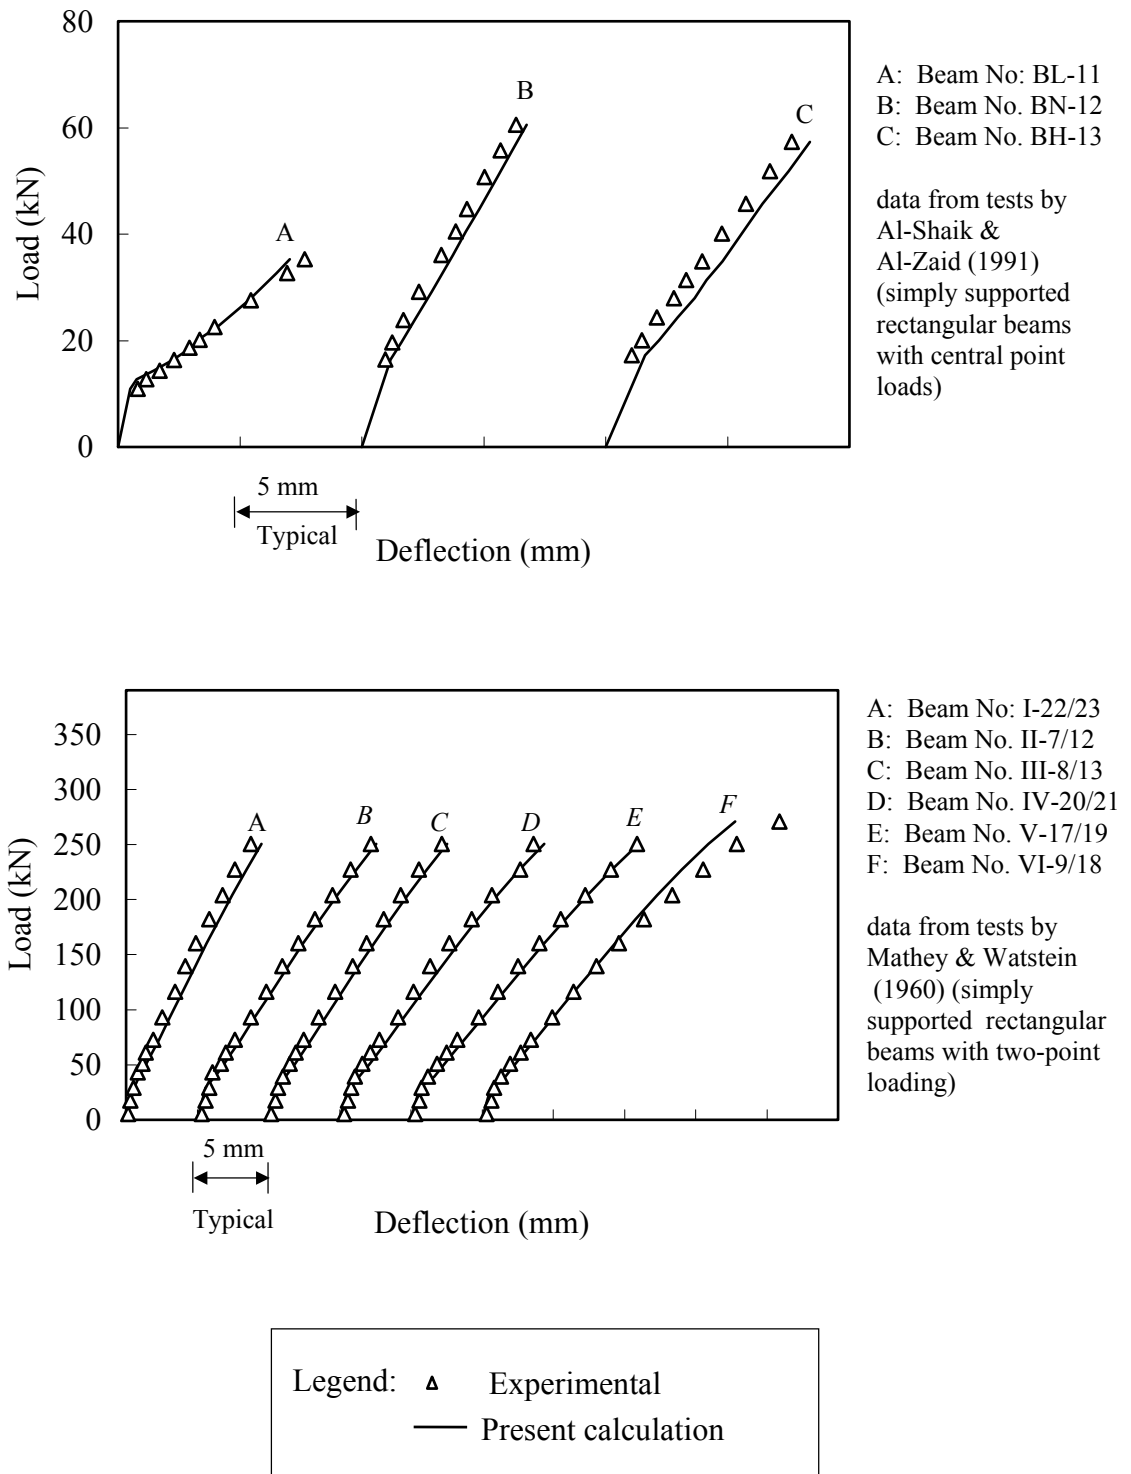 80
60
40
20
0
Load (kN)
A
B
C
5 mm
Typical
Deflection (mm)
A: Beam No: BL-11
B: Beam No. BN-12
C: Beam No. BH-13
data from tests by
Al-Shaik &
Al-Zaid (1991)
(simply supported
rectangular beams
with central point
loads)
350
300
250
200
150
100
50
0
Load (kN)
A
B
C
D
E
F
5 mm
Typical
Deflection (mm)
A: Beam No: I-22/23
B: Beam No. II-7/12
C: Beam No. III-8/13
D: Beam No. IV-20/21
E: Beam No. V-17/19
F: Beam No. VI-9/18
data from tests by
Mathey & Watstein
(1960) (simply
supported rectangular
beams with two-point
loading)
Legend: Experimental
Present calculation